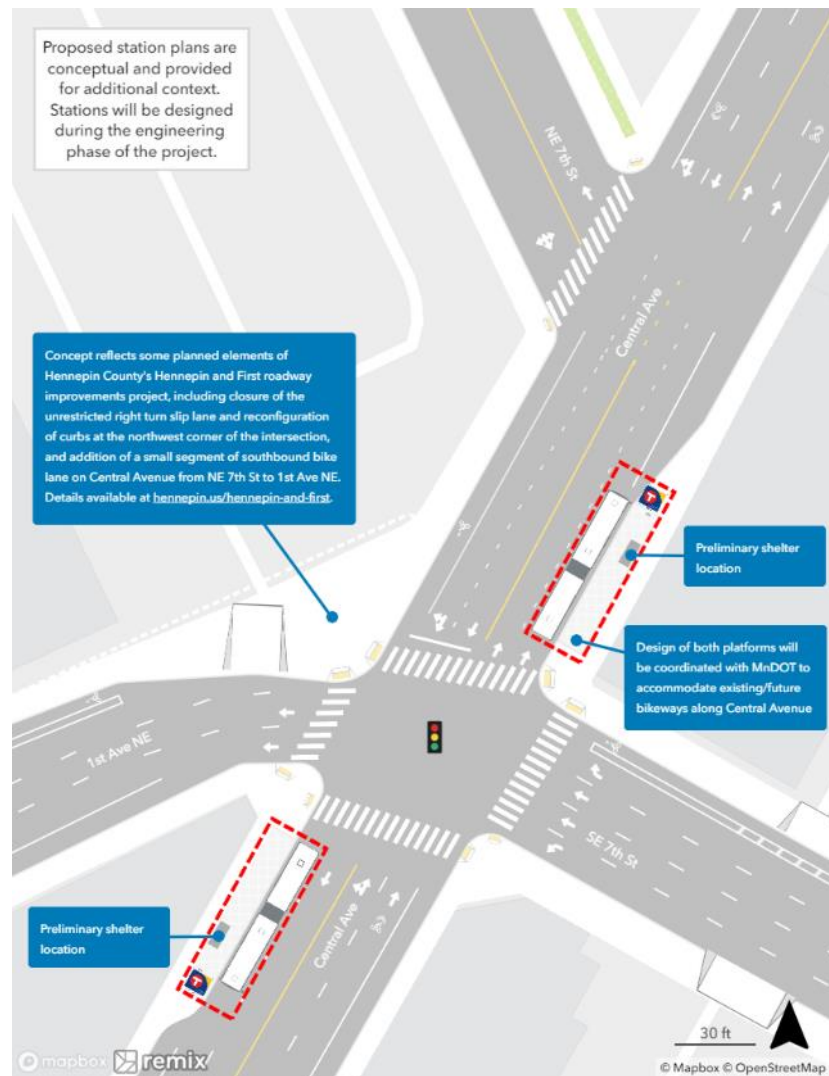 Proposed station plans are
conceptual and provided
for additional context.
Stations will be designed
during the engineering
phase of the project.
NE 7th St
Central Ave
Concept reflects some planned elements of
Hennepin County's Hennepin and First roadway
improvements project, including closure of the
unrestricted right turn slip lane and reconfiguration
of curbs at the northwest corner of the intersection,
and addition of a small segment of southbound bike
lane on Central Avenue from NE 7th St to 1st Ave NE.
Details available at hennepin.us/hennepin-and-first.
Preliminary shelter
location
Design of both platforms will
be coordinated with MnDOT to
accommodate existing/future
bikeways along Central Avenue
1st Ave NE
SE 7th St
Preliminary shelter
location
Central Ave
30 ft
mapbox remix
© Mapbox © OpenStreetMap